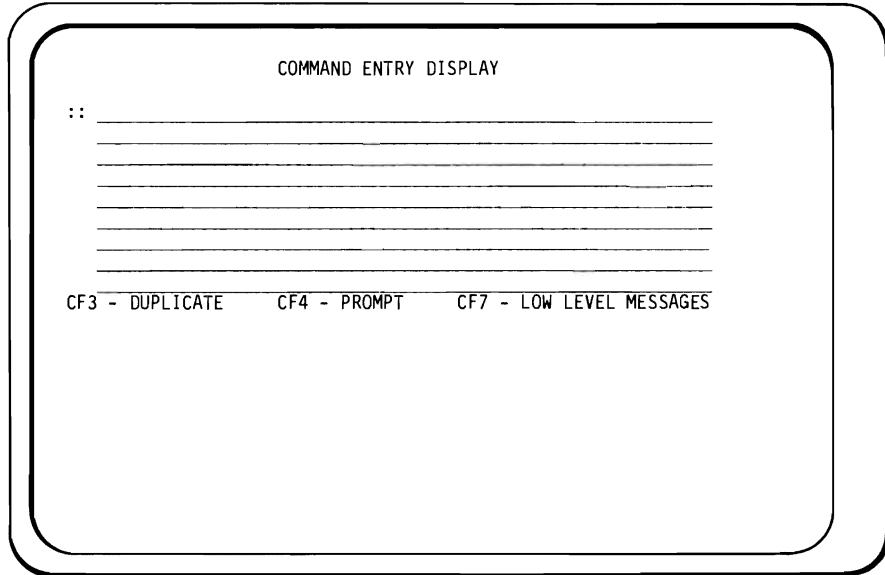 COMMAND ENTRY DISPLAY
::
CF3 - DUPLICATE CF4 - PROMPT CF7 - LOW LEVEL MESSAGES